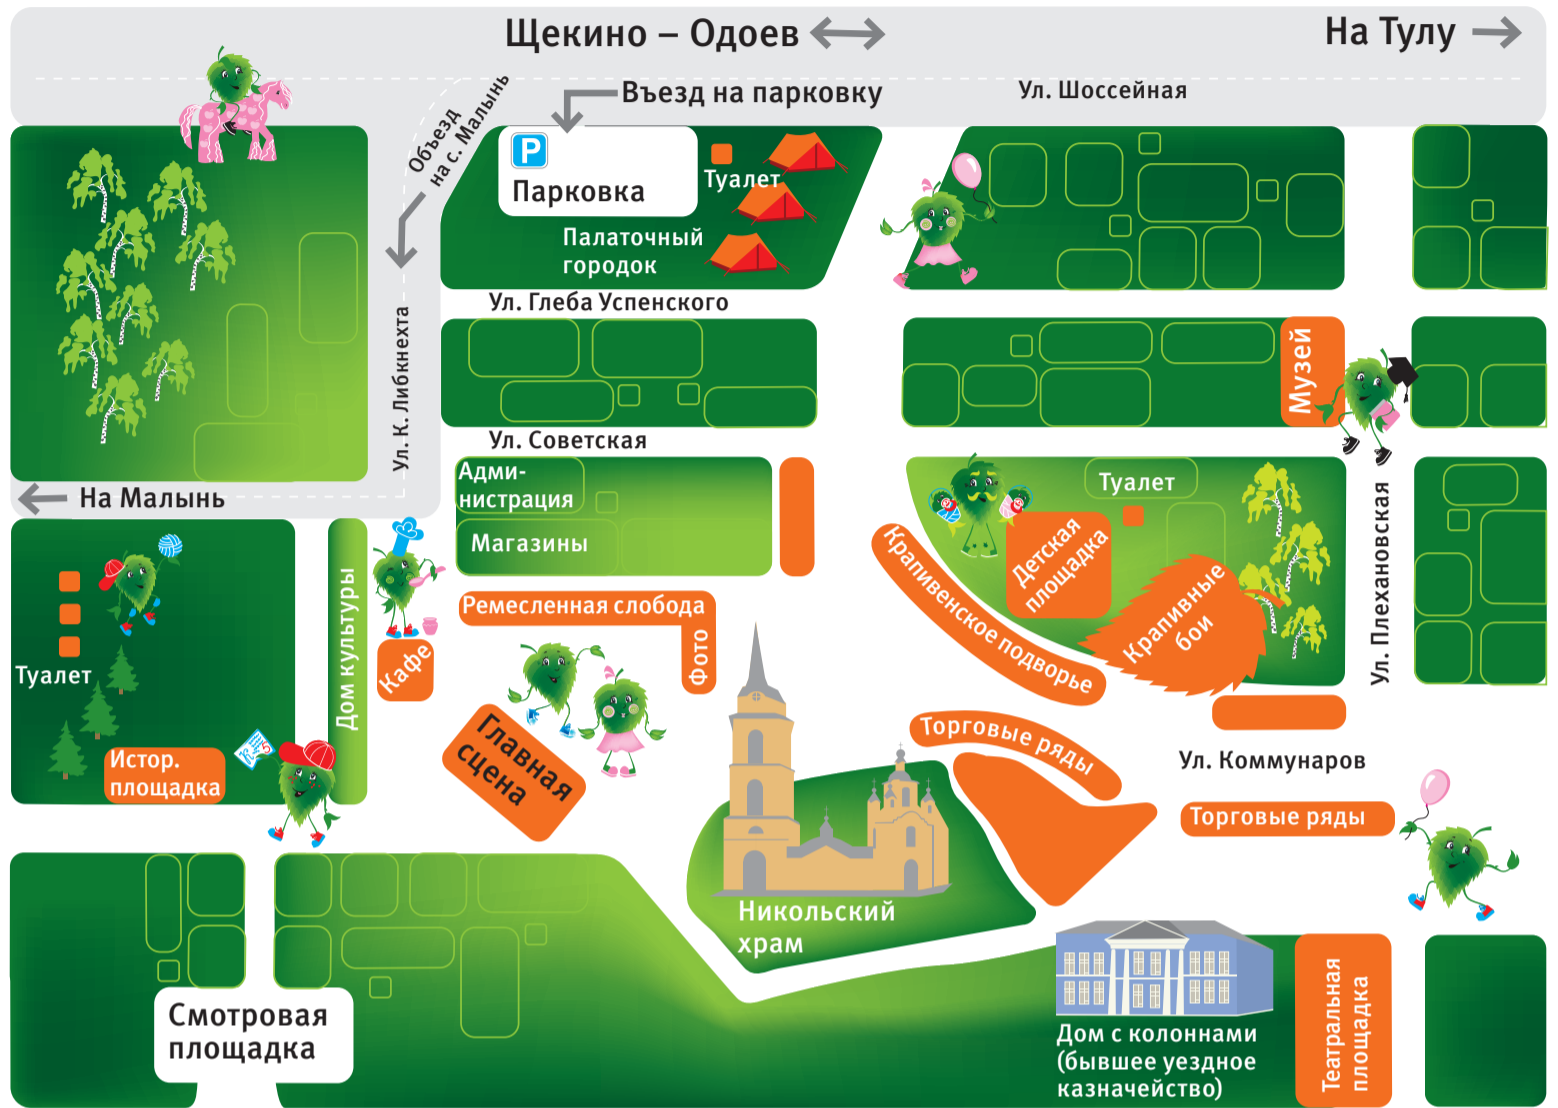 Щекино – Одоев
На Тулу
Въезд на парковку
Ул. Шоссейная
Объезд
на с. Малынь
P
Парковка
Туалет
Палаточный
городок
Ул. Глеба Успенского
Ул. К. Либкнехта
Музей
Ул. Советская
На Малынь
Адми-
нистрация
Магазины
Туалет
Детская
площадка
Крапивенское подворье
Крапивные
бои
Ул. Плехановская
Туалет
Дом культуры
Кафе
Ремесленная слобода
Фото
Истор.
площадка
Главная
сцена
Торговые ряды
Ул. Коммунаров
Торговые ряды
Никольский
храм
Смотровая
площадка
Дом с колоннами
(бывшее уездное
казначейство)
Театральная
площадка